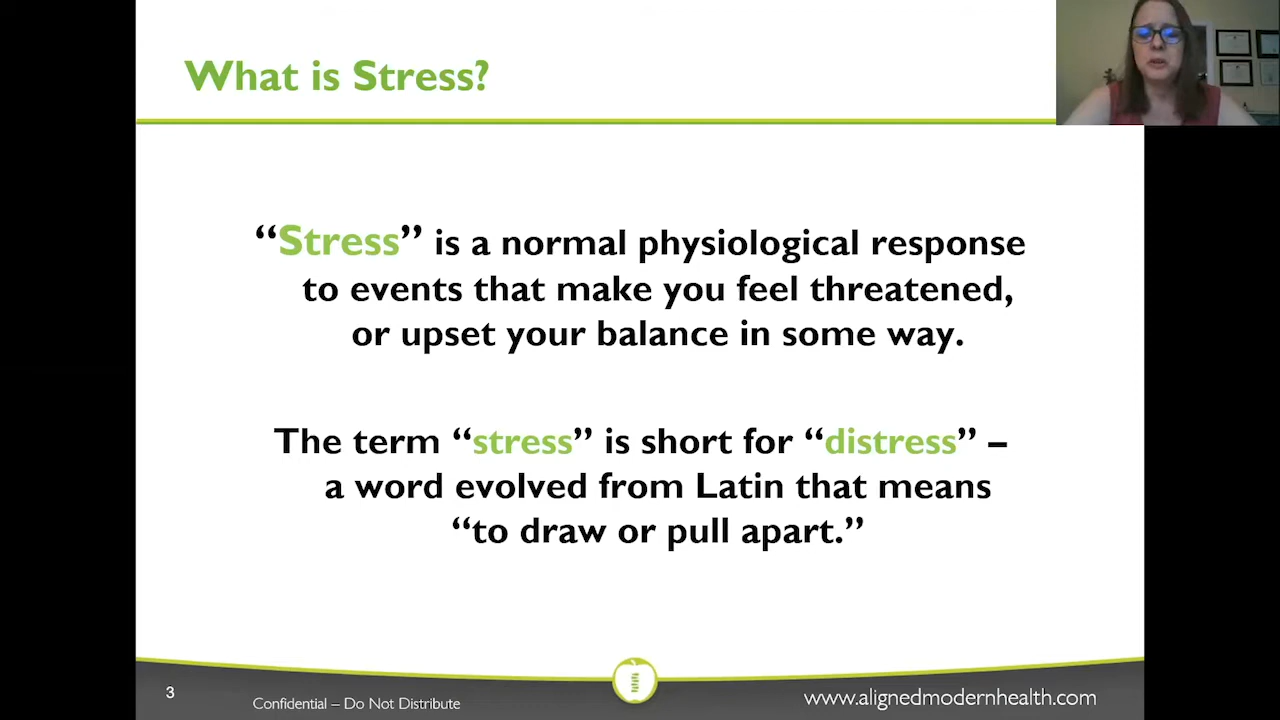 What is Stress?
“Stress” is a normal physiological response
to events that make you feel threatened,
or upset your balance in some way.
The term “stress” is short for “distress” –
a word evolved from Latin that means
“to draw or pull apart.”
3
Confidential – Do Not Distribute
www.alignedmodernhealth.com